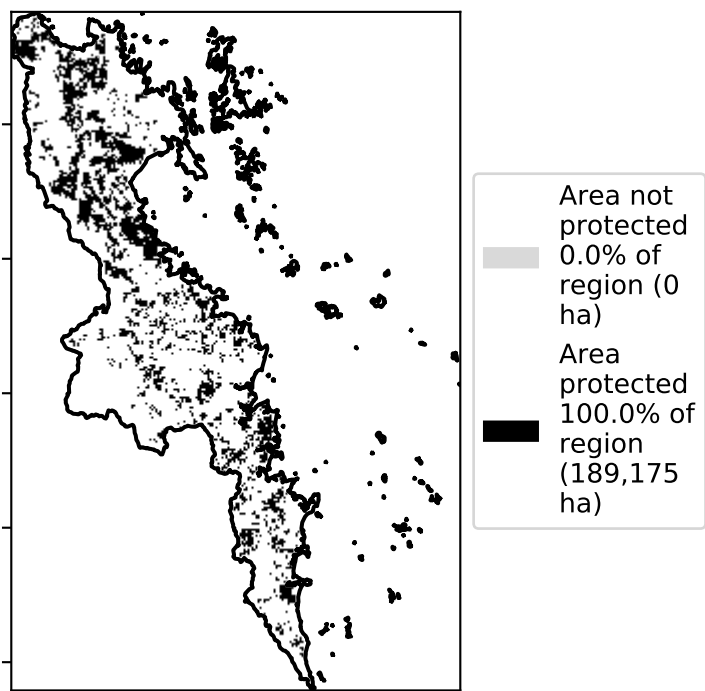 Area not
protected
0.0% of
region (0
ha)
Area
protected
100.0% of
region
(189,175
ha)